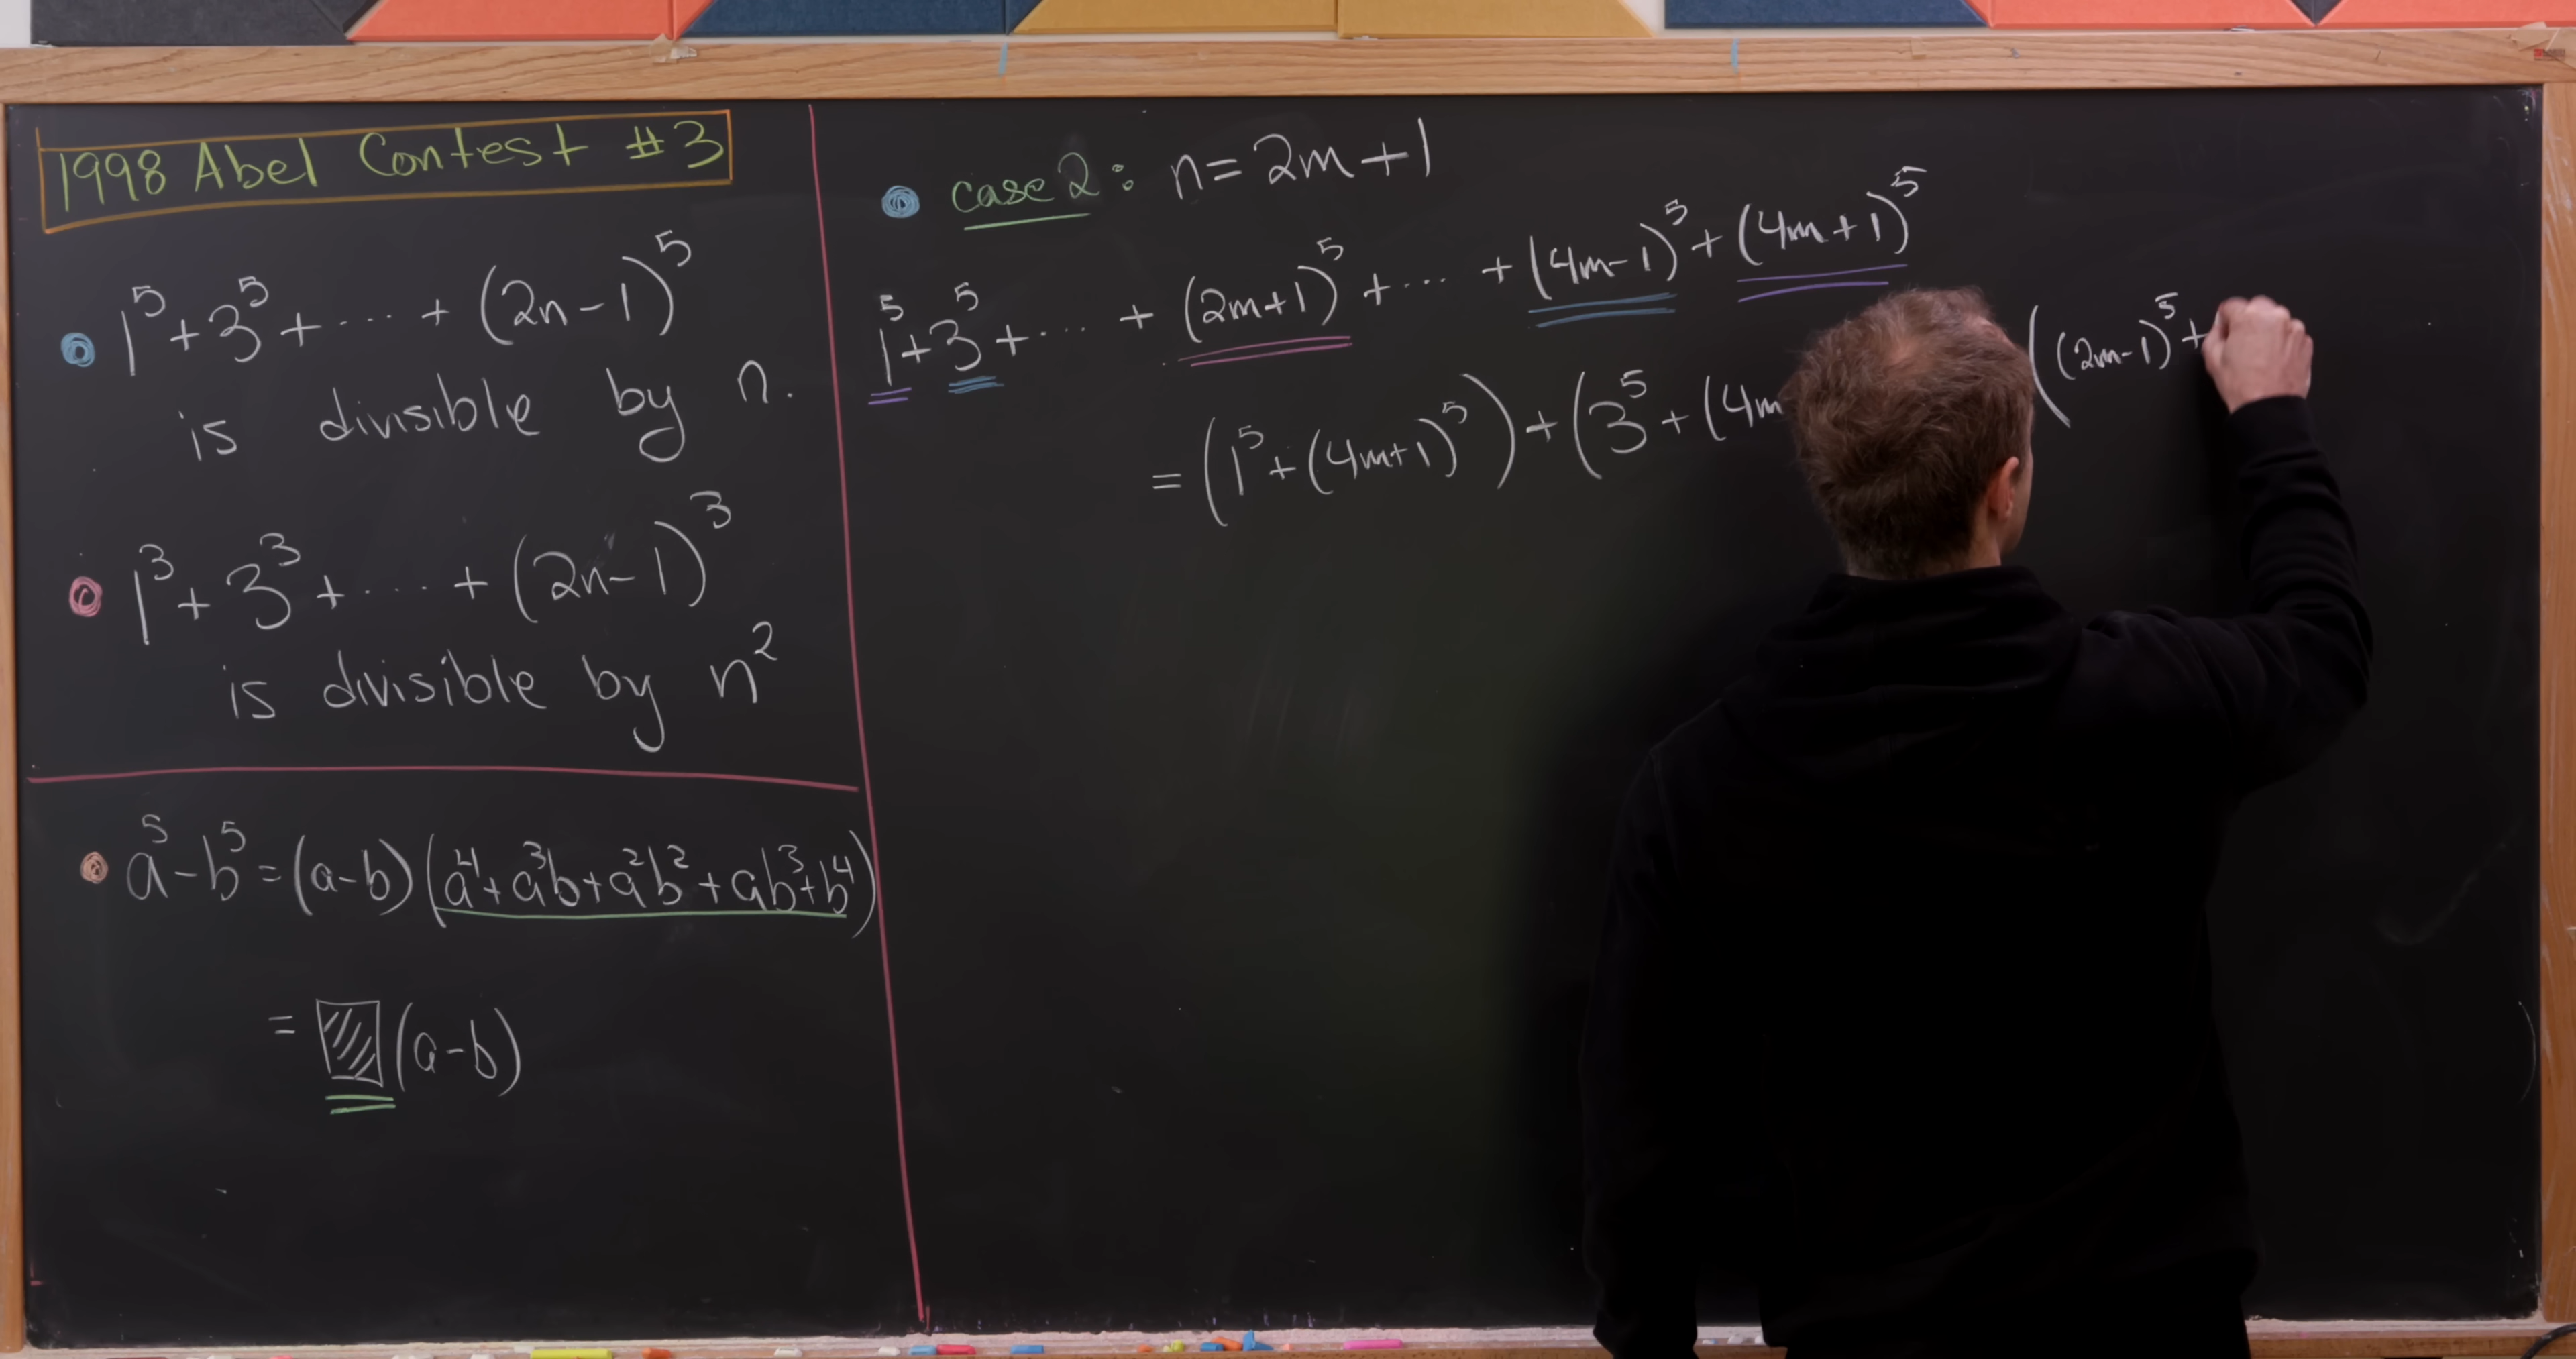 1998 Abel Contest #3
1⁵+3⁵+⋯+(2n-1)⁵
is divisible by n.
1³+3³+⋯+(2n-1)³
is divisible by n²
a⁵-b⁵=(a-b)(a⁴+a³b+a²b²+ab³+b⁴)
= (a-b)
case 2: n=2m+1
1⁵+3⁵+⋯+(2m+1)⁵+⋯+(4m-1)⁵+(4m+1)⁵
=(1⁵+(4m+1)⁵)+(3⁵+(4m ((2m-1)⁵+